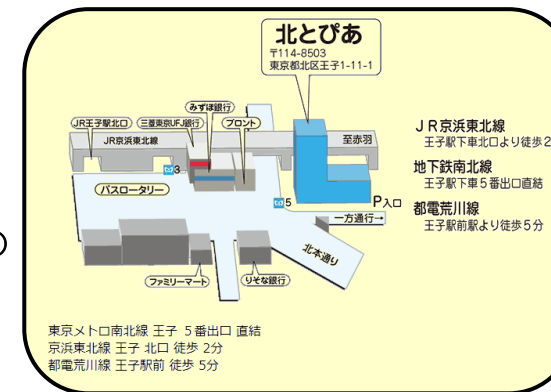 北とぴあ
〒114-8503
東京都北区王子1-11-1
みずほ銀行
JR王子駅北口
三菱東京UFJ銀行
プロント
JR京浜東北線
至赤羽
3
バスロータリー
5
P入口
一方通行→
北本通り
ファミリーマート
りそな銀行
JR京浜東北線
王子駅下車北口より徒歩2
地下鉄南北線
王子駅下車5番出口直結
都電荒川線
王子駅前駅より徒歩5分
東京メトロ南北線 王子 5番出口 直結
京浜東北線 王子 北口 徒歩 2分
都電荒川線 王子駅前 徒歩 5分